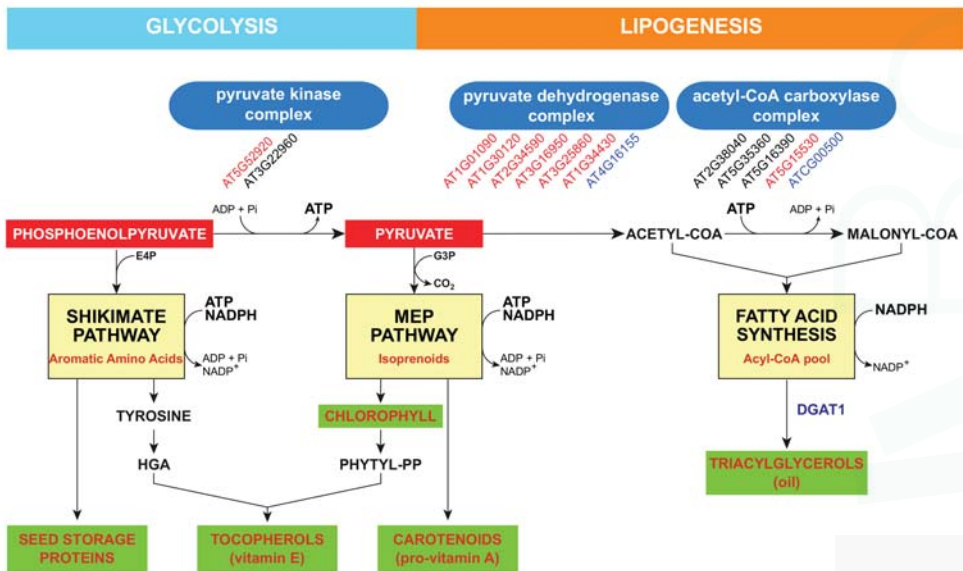 GLYCOLYSIS
LIPOGENESIS
pyruvate kinase
complex
pyruvate dehydrogenase
complex
acetyl-CoA carboxylase
complex
AT5G52920
AT3G22960
AT1G01090
AT1G30120
AT2G34590
AT3G16950
AT3G25860
AT1G34430
AT4G16155
AT2G38040
AT5G35360
AT5G16390
AT5G15530
ATCG00500
ADP + Pi
ATP
ATP
ADP + Pi
PHOSPHOENOLPYRUVATE
PYRUVATE
ACETYL-COA
MALONYL-COA
E4P
G3P
CO2
SHIKIMATE
PATHWAY
Aromatic Amino Acids
ATP
NADPH
ADP + Pi
NADP+
MEP
PATHWAY
Isoprenoids
ATP
NADPH
ADP + Pi
NADP+
FATTY ACID
SYNTHESIS
Acyl-CoA pool
NADPH
NADP+
TYROSINE
CHLOROPHYLL
DGAT1
HGA
PHYTYL-PP
TRIACYLGLYCEROLS
(oil)
SEED STORAGE
PROTEINS
TOCOPHEROLS
(vitamin E)
CAROTENOIDS
(pro-vitamin A)